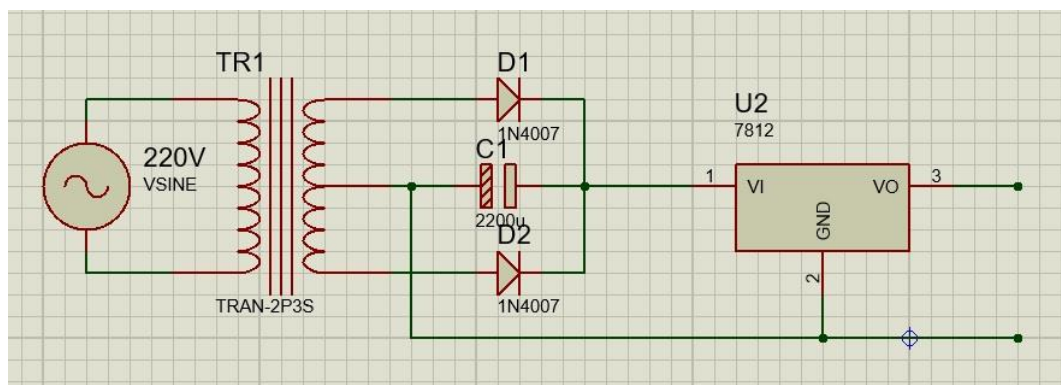 TR1
220V
VSINE
TRAN-2P3S
D1
1N4007
C1
2200u
D2
1N4007
U2
7812
1
VI
VO
3
GND
2